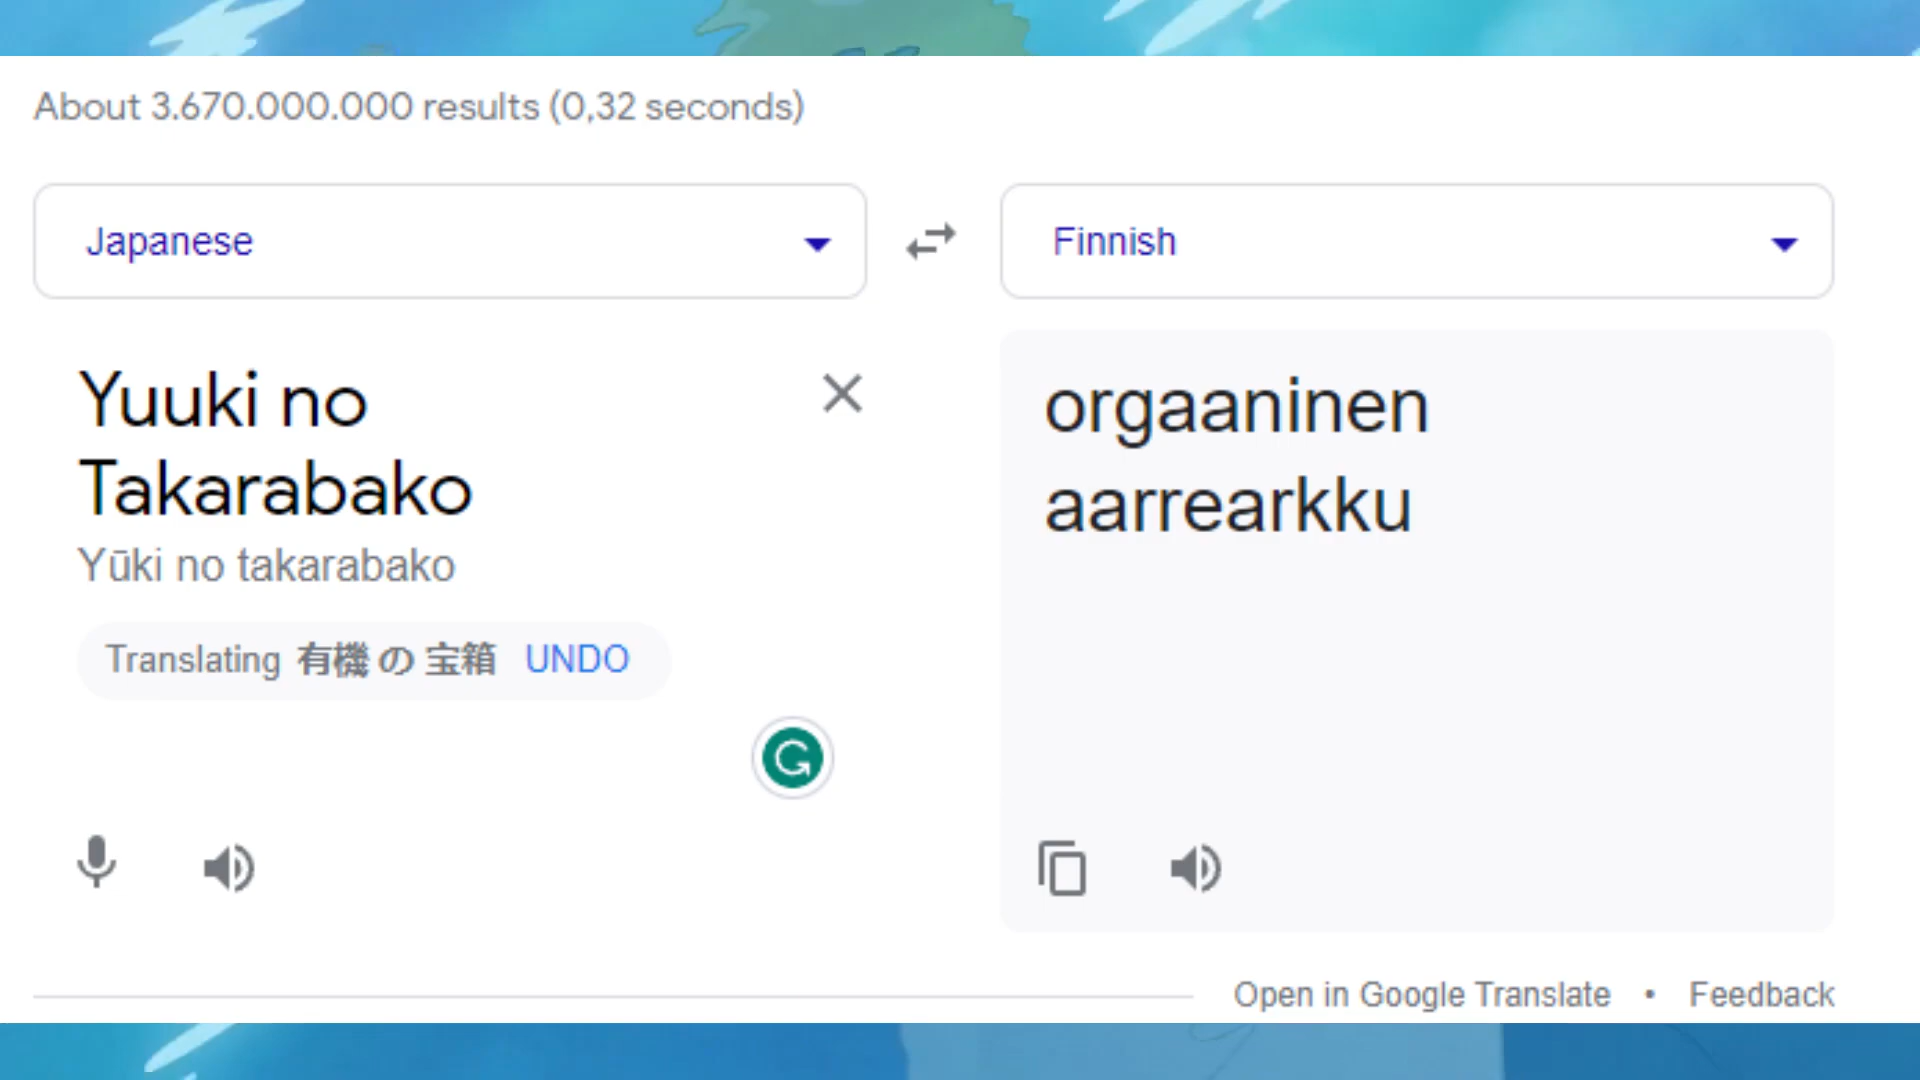 About 3.670.000.000 results (0,32 seconds)
Japanese
Finnish
Yuuki no
Takarabako
Yūki no takarabako
Translating 有機 の 宝箱 UNDO
orgaaninen
aarrearkku
Open in Google Translate • Feedback